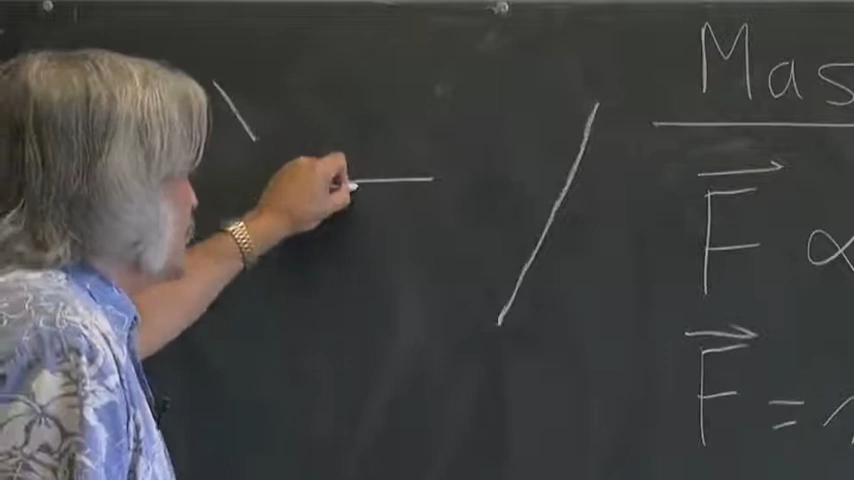 Mas
F ∝
F =